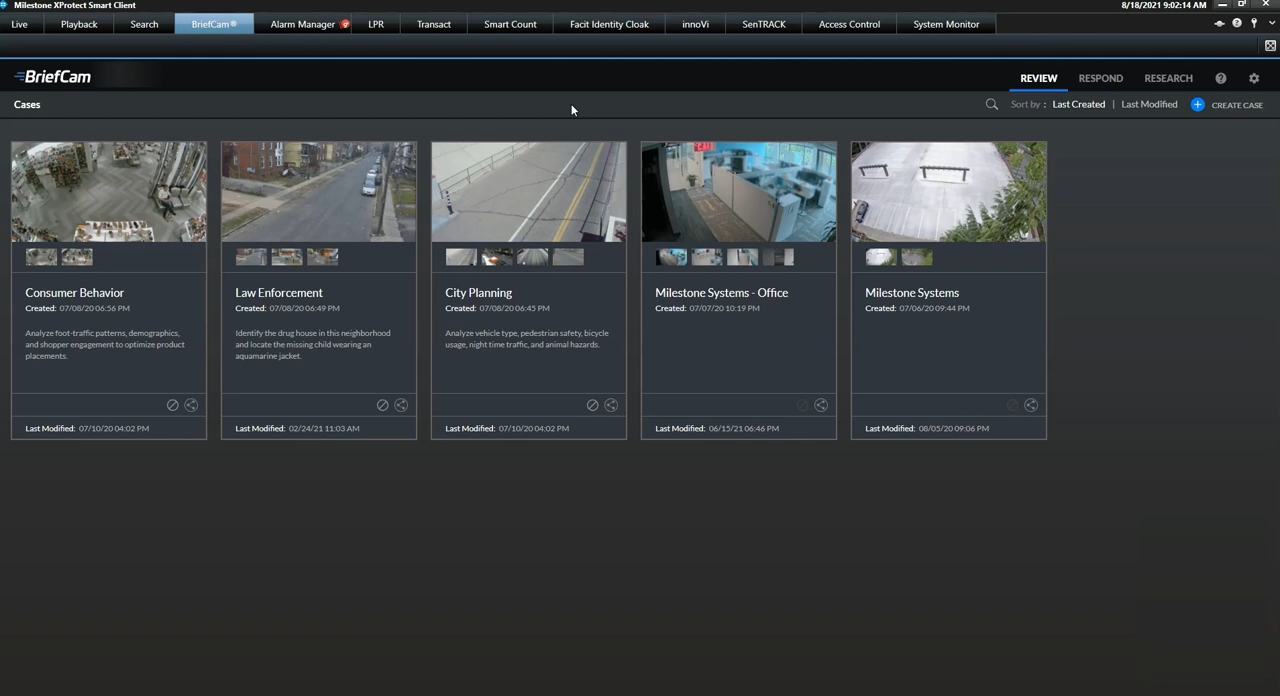 Milestone XProtect Smart Client
8/18/2021 9:02:14 AM
Live
Playback
Search
BriefCam®
Alarm Manager
LPR
Transact
Smart Count
Facit Identity Cloak
innoVi
SenTRACK
Access Control
System Monitor
BriefCam
REVIEW
RESPOND
RESEARCH
Cases
Sort by : Last Created | Last Modified
CREATE CASE
Consumer Behavior
Created: 07/08/20 06:56 PM
Analyze foot-traffic patterns, demographics,
and shopper engagement to optimize product
placements.
Last Modified: 07/10/20 04:02 PM
Law Enforcement
Created: 07/08/20 06:49 PM
Identify the drug house in this neighborhood
and locate the missing child wearing an
aquamarine jacket.
Last Modified: 02/24/21 11:03 AM
City Planning
Created: 07/08/20 06:45 PM
Analyze vehicle type, pedestrian safety, bicycle
usage, night time traffic, and animal hazards.
Last Modified: 07/10/20 04:02 PM
Milestone Systems - Office
Created: 07/07/20 10:19 PM
Last Modified: 06/15/21 06:46 PM
Milestone Systems
Created: 07/06/20 09:44 PM
Last Modified: 08/05/20 09:06 PM